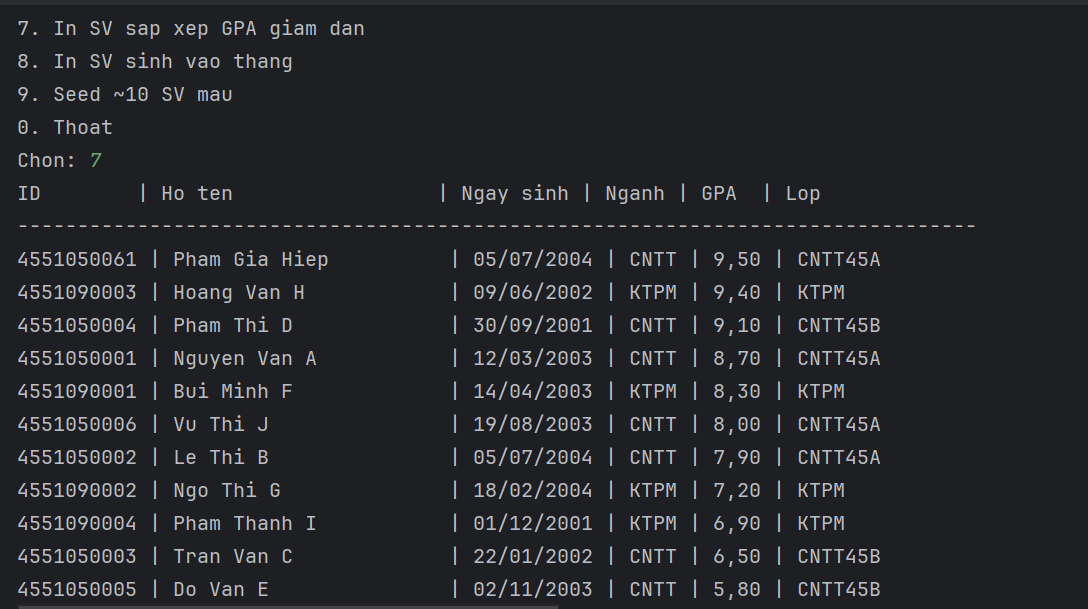 7. In SV sap xep GPA giam dan
8. In SV sinh vao thang
9. Seed ~10 SV mau
0. Thoat
Chon: 7
ID        | Ho ten                 | Ngay sinh | Nganh | GPA  | Lop
--------------------------------------------------------------------------------
4551050061 | Pham Gia Hiep          | 05/07/2004 | CNTT | 9,50 | CNTT45A
4551090003 | Hoang Van H            | 09/06/2002 | KTPM | 9,40 | KTPM
4551050004 | Pham Thi D             | 30/09/2001 | CNTT | 9,10 | CNTT45B
4551050001 | Nguyen Van A           | 12/03/2003 | CNTT | 8,70 | CNTT45A
4551090001 | Bui Minh F             | 14/04/2003 | KTPM | 8,30 | KTPM
4551050006 | Vu Thi J               | 19/08/2003 | CNTT | 8,00 | CNTT45A
4551050002 | Le Thi B               | 05/07/2004 | CNTT | 7,90 | CNTT45A
4551090002 | Ngo Thi G              | 18/02/2004 | KTPM | 7,20 | KTPM
4551090004 | Pham Thanh I           | 01/12/2001 | KTPM | 6,90 | KTPM
4551050003 | Tran Van C             | 22/01/2002 | CNTT | 6,50 | CNTT45B
4551050005 | Do Van E               | 02/11/2003 | CNTT | 5,80 | CNTT45B